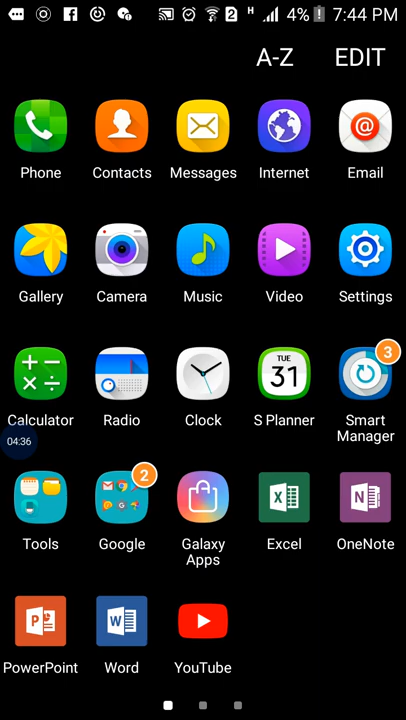 2 H 4% 7:44 PM
A-Z EDIT
Phone Contacts Messages Internet Email
Gallery Camera Music Video Settings
TUE
31
3
Calculator Radio Clock S Planner Smart Manager
04:36
2
Tools Google Galaxy Apps Excel OneNote
PowerPoint Word YouTube